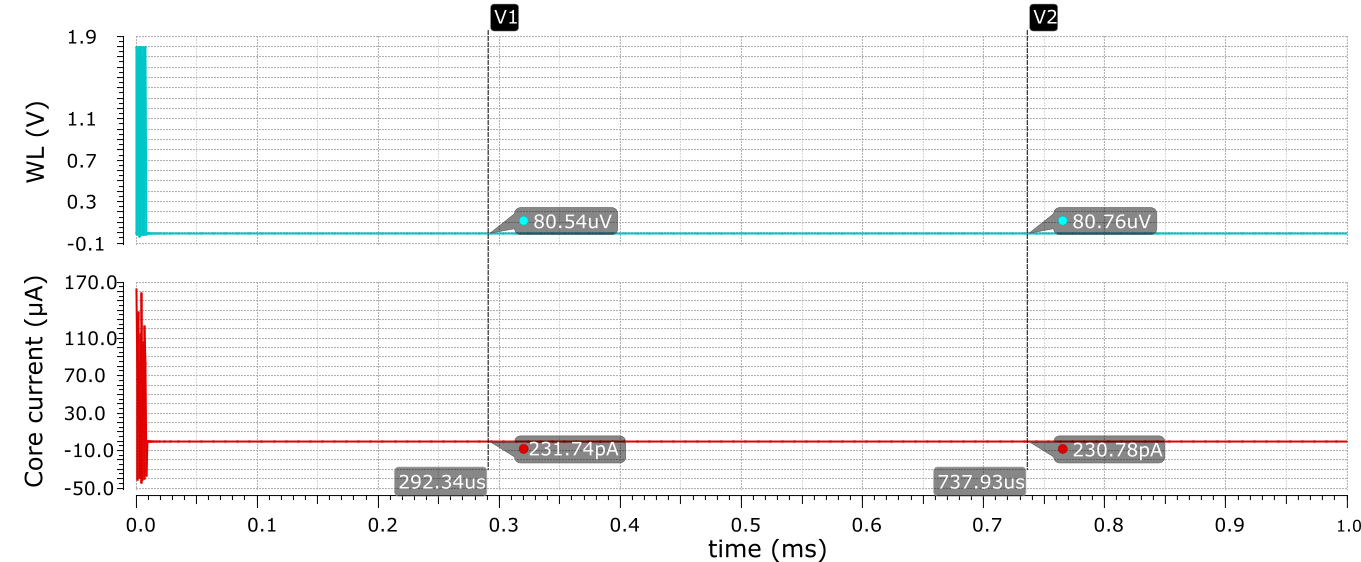 V1
V2
1.9
1.1
0.7
0.3
-0.1
WL (V)
80.54uV
80.76uV
170.0
110.0
70.0
30.0
-10.0
-50.0
Core current (µA)
231.74pA
230.78pA
292.34us
737.93us
0.0 0.1 0.2 0.3 0.4 0.5 0.6 0.7 0.8 0.9 1.0
time (ms)